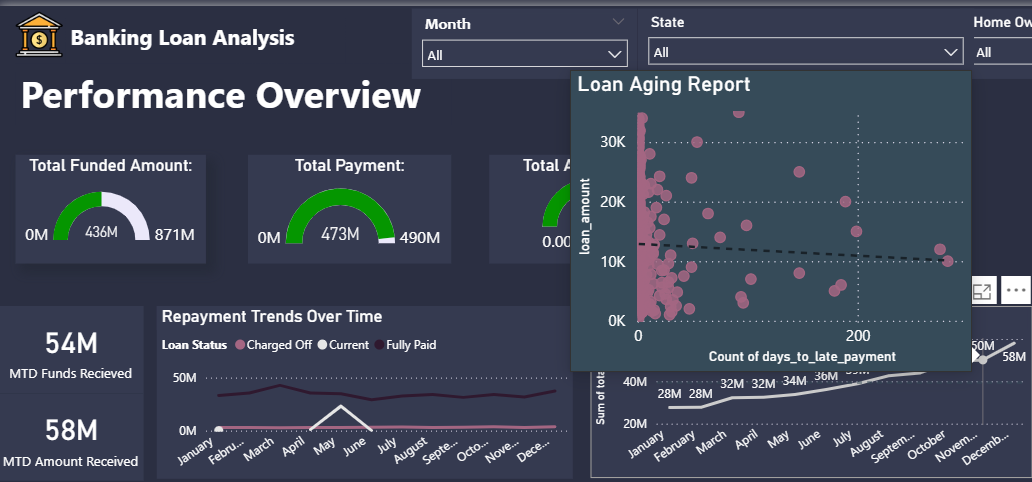 Banking Loan Analysis
Month
All
State
All
Home Ow
All
Performance Overview
Loan Aging Report
30K
20K
10K
0K
loan_amount
0
200
Count of days_to_late_payment
Total Funded Amount:
0M
436M
871M
Total Payment:
0M
473M
490M
Total A
0.00
54M
MTD Funds Recieved
58M
MTD Amount Received
Repayment Trends Over Time
Loan Status
Charged Off
Current
Fully Paid
50M
0M
January
Febru...
March
April
May
June
July
August
Septe...
Octo...
Nove...
Dece...
Sum of tota
40M
20M
28M
28M
32M
32M
34M
36M
50M
58M
January
February
March
April
May
June
July
August
Septem...
October
Novem...
Decemb...